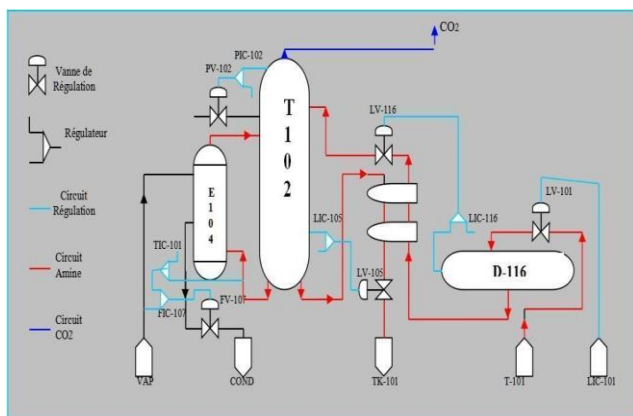 CO2
PIC-102
PV-102
Vanne de
Régulation
T
1
0
2
LV-116
Régulateur
E
1
0
4
LV-101
LIC-105
LIC-116
Circuit
Régulation
TIC-101
D-116
LV-105
Circuit
Amine
FIC-107
FV-107
Circuit
CO2
VAP
COND
TK-101
T-101
LIC-101